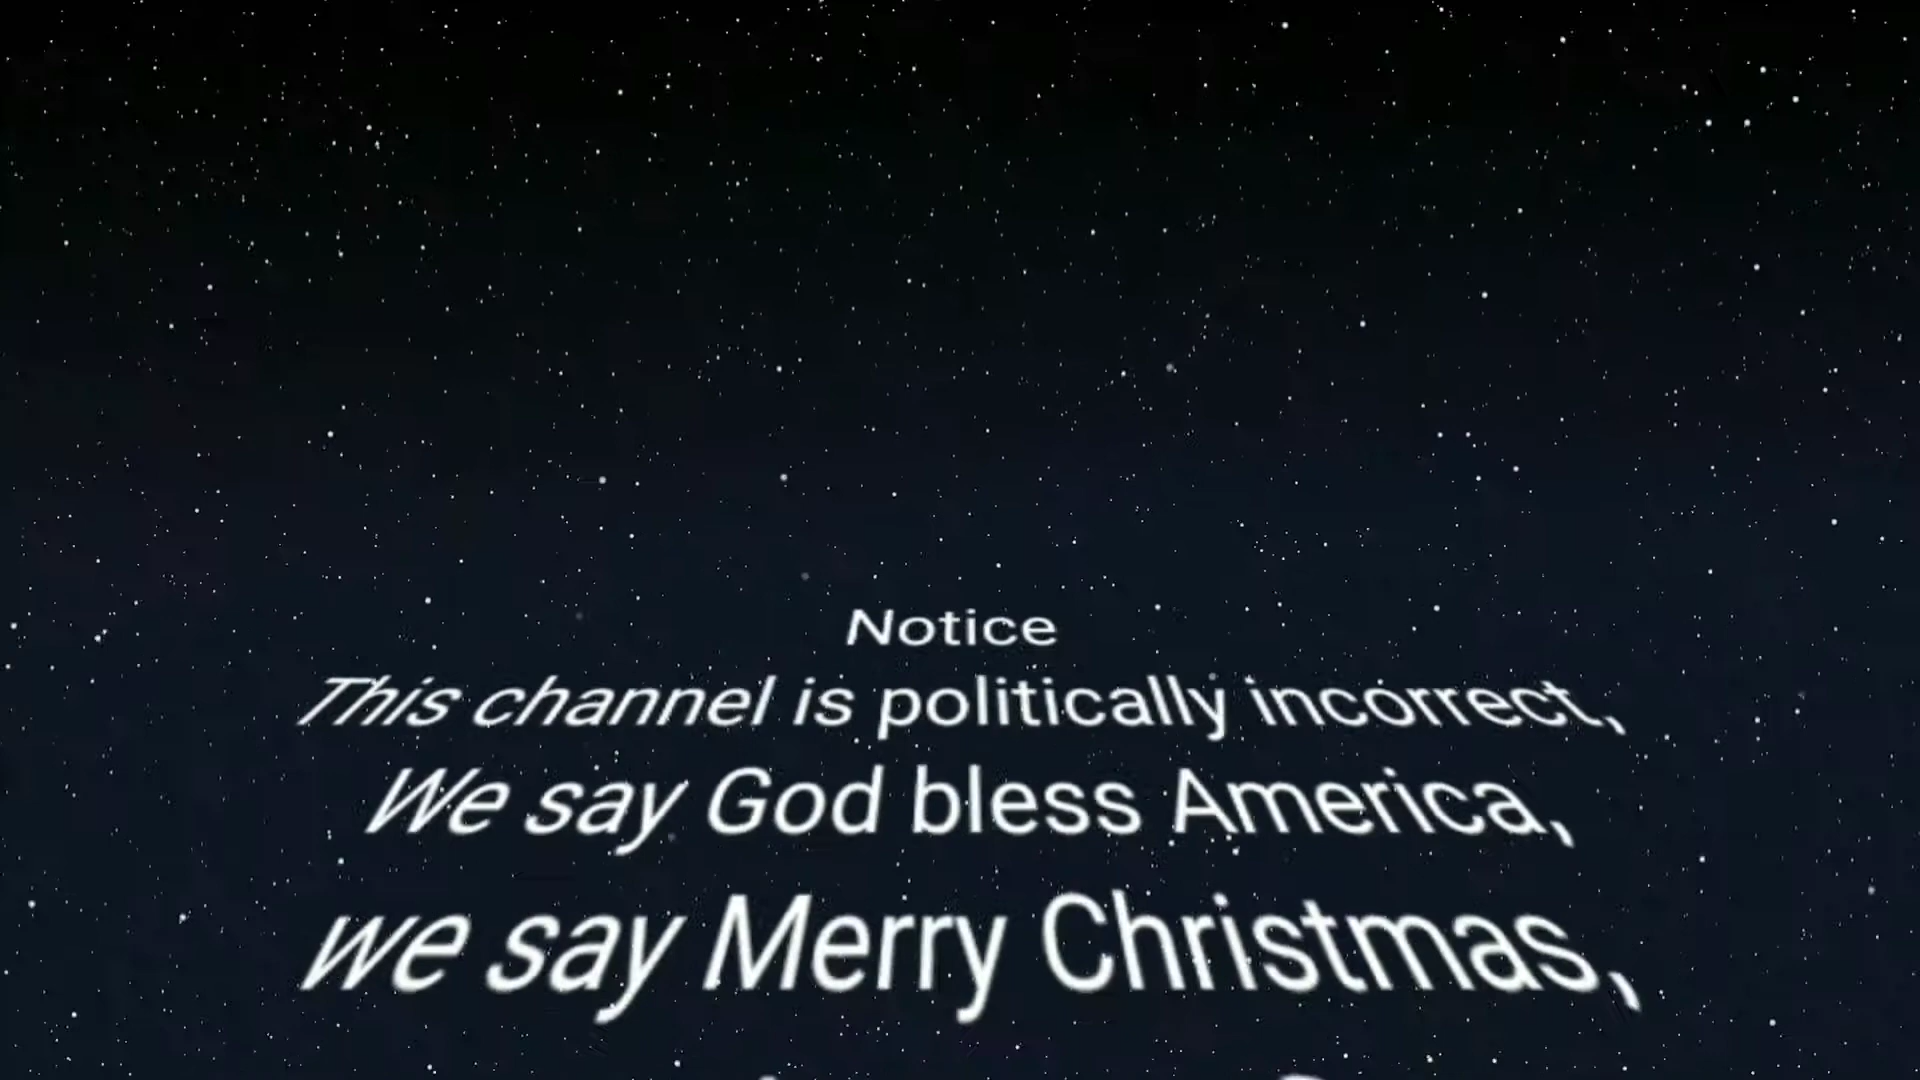 Notice
This channel is politically incorrect,
We say God bless America,
we say Merry Christmas,